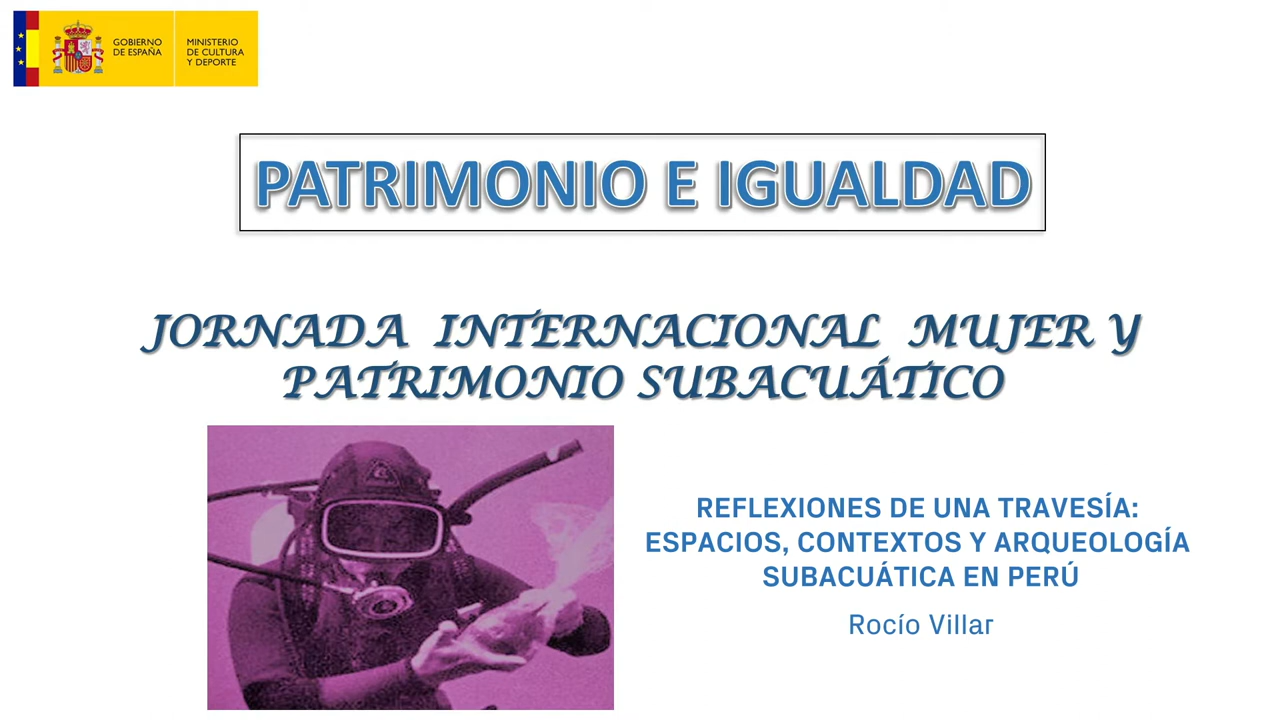 GOBIERNO
DE ESPAÑA
MINISTERIO
DE CULTURA
Y DEPORTE
PATRIMONIO E IGUALDAD
JORNADA INTERNACIONAL MUJER Y
PATRIMONIO SUBACUÁTICO
REFLEXIONES DE UNA TRAVESÍA:
ESPACIOS, CONTEXTOS Y ARQUEOLOGÍA
SUBACUÁTICA EN PERÚ
Rocío Villar